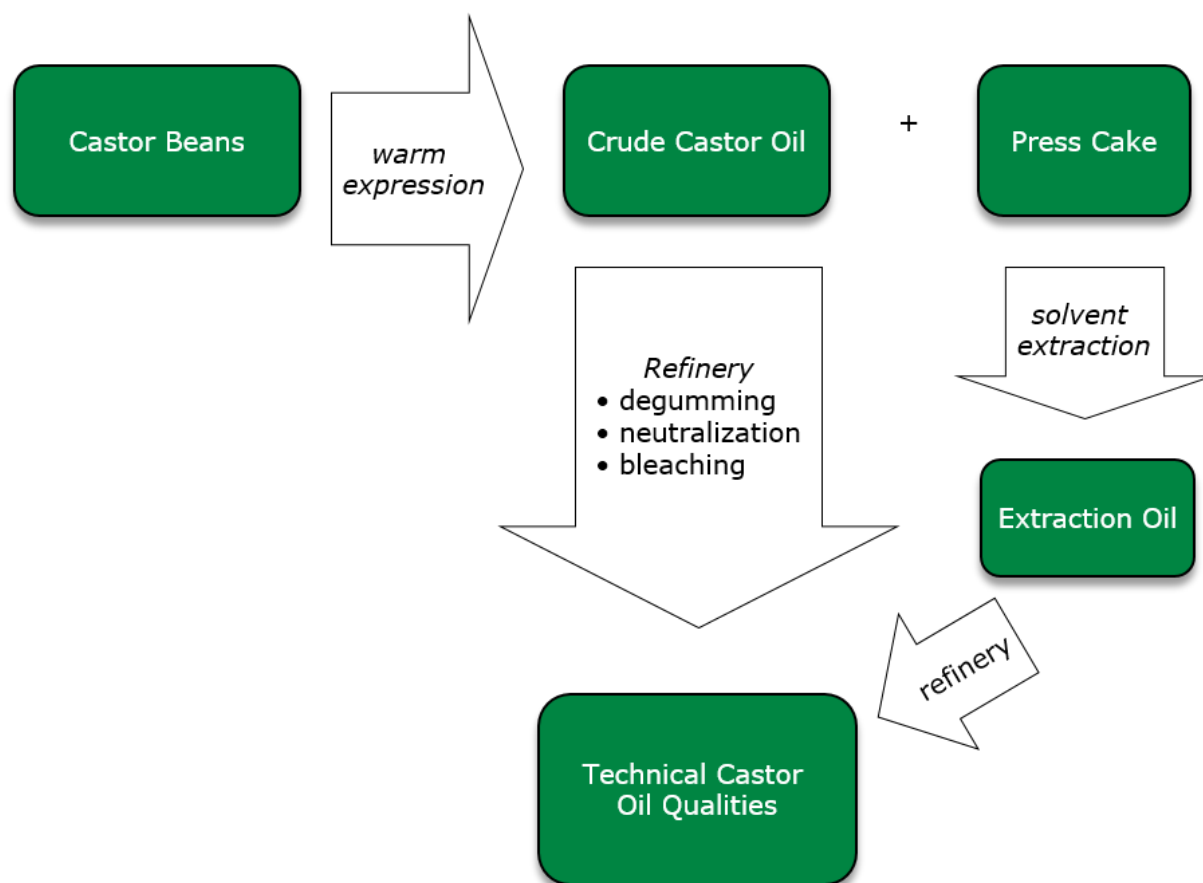 Castor Beans
warm
expression
Crude Castor Oil
+
Press Cake
Refinery
• degumming
• neutralization
• bleaching
solvent
extraction
Extraction Oil
refinery
Technical Castor
Oil Qualities